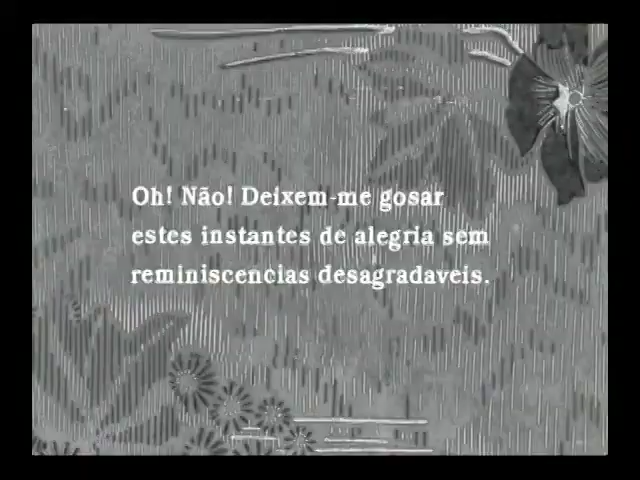 Oh! Não! Deixem-me gosar
estes instantes de alegria sem
reminiscencias desagradaveis.